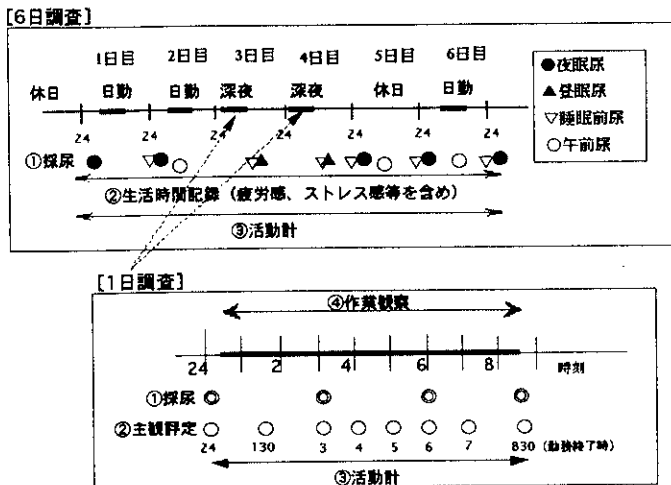 [6日調査]
1日目 2日目 3日目 4日目 5日目 6日目
休日 日勤 日勤 深夜 深夜 休日 日勤
24 24 24 24 24 24 24
●夜眠尿
▲昼眠尿
▽睡眠前尿
○午前尿
①採尿
②生活時間記録（疲労感、ストレス感等を含め）
③活動計
[1日調査]
④作業観察
24 2 4 6 8 時刻
①採尿
②主観評定
24 130 3 4 5 6 7 830 (勤務終了時)
③活動計